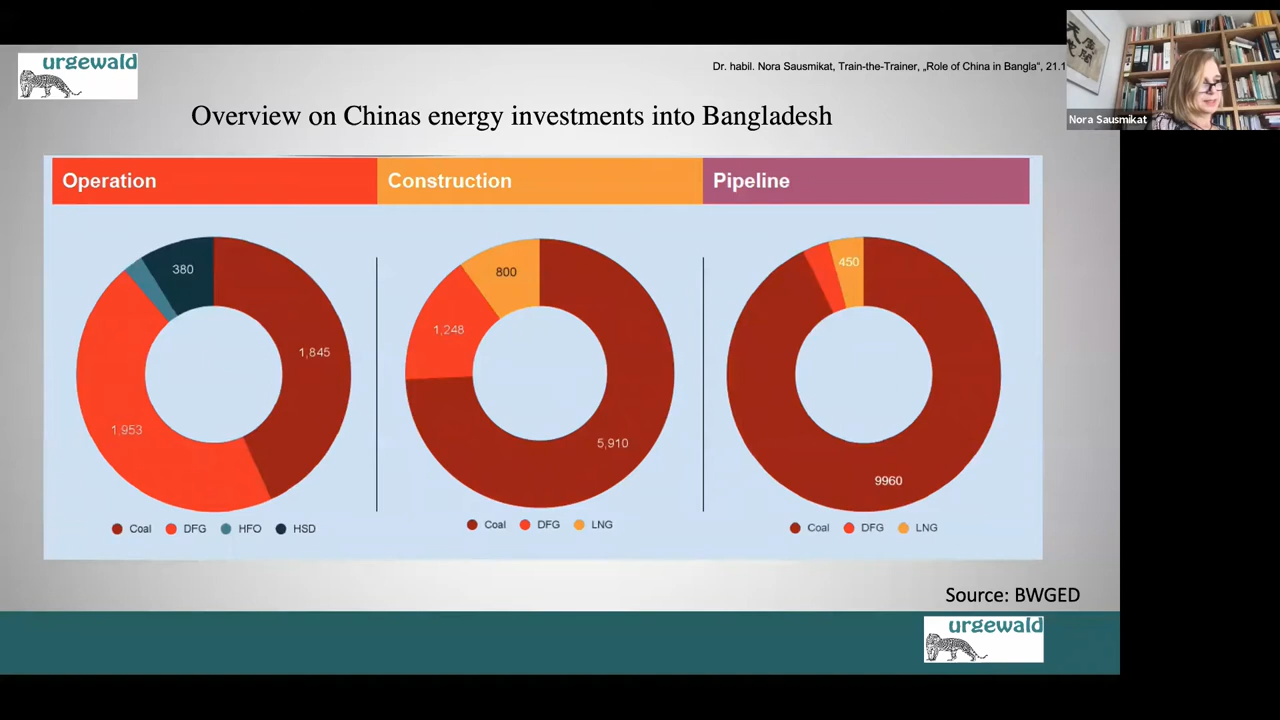 urgewald
Dr. habil. Nora Sausmikat, Train-the-Trainer, „Role of China in Bangla“, 21.1
Nora Sausmikat
Overview on Chinas energy investments into Bangladesh
Operation
Construction
Pipeline
380
1,845
1,953
Coal DFG HFO HSD
800
1,248
5,910
Coal DFG LNG
450
9960
Coal DFG LNG
Source: BWGED
urgewald